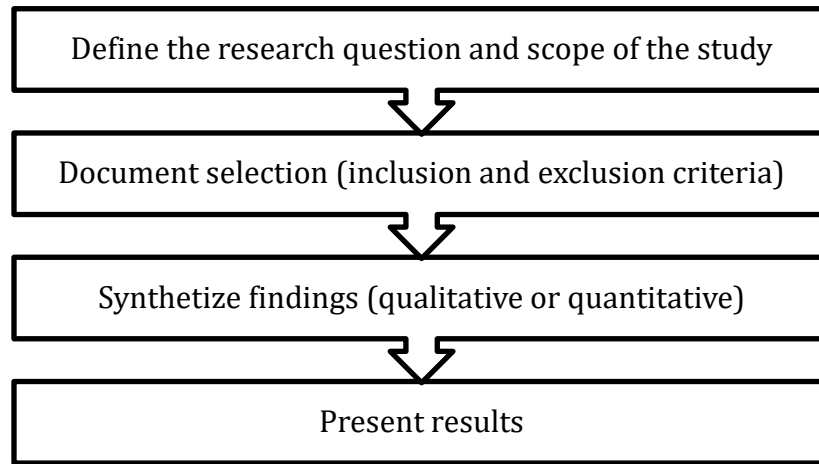 Define the research question and scope of the study
Document selection (inclusion and exclusion criteria)
Synthetize findings (qualitative or quantitative)
Present results